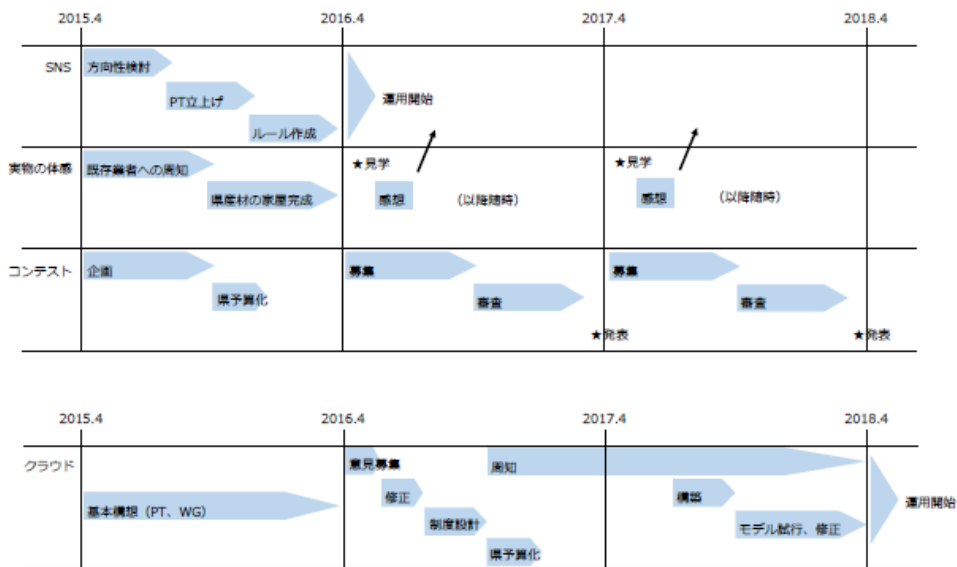 2015.4
2016.4
2017.4
2018.4
SNS
方向性検討
PT立上げ
ルール作成
運用開始
実物の体感
既存業者への周知
県産材の家屋完成
★見学
感想
(以降随時)
★見学
感想
(以降随時)
コンテスト
企画
県予算化
募集
審査
★発表
募集
審査
★発表
2015.4
2016.4
2017.4
2018.4
クラウド
基本構想（PT、WG）
意見募集
修正
制度設計
県予算化
周知
構築
モデル試行、修正
運用開始